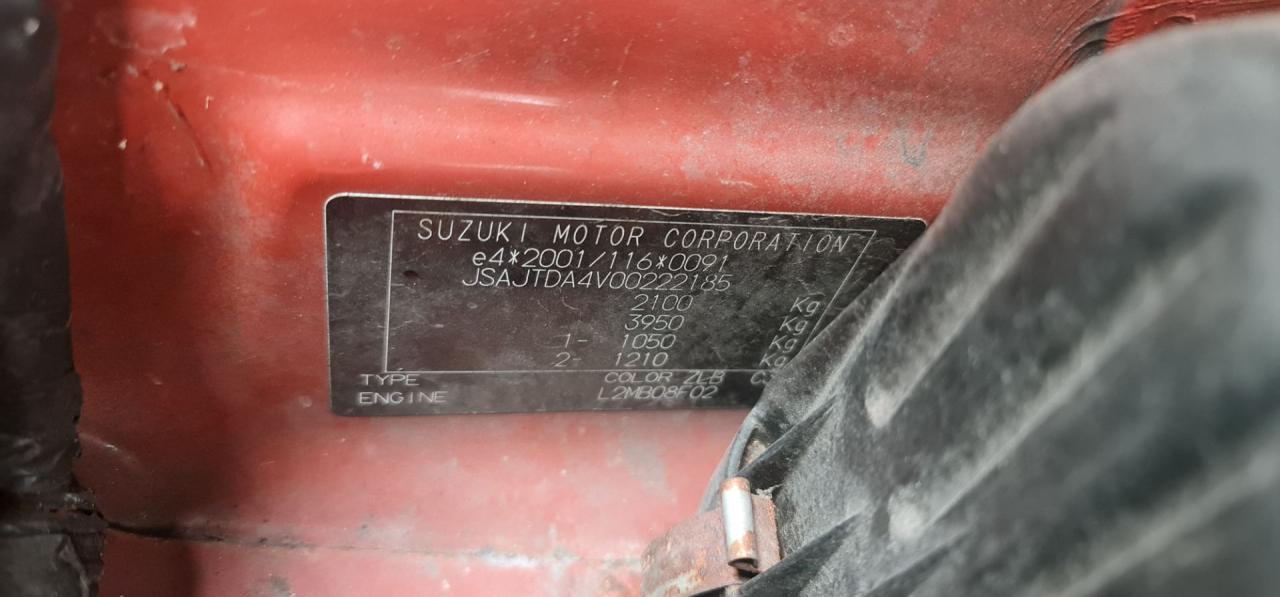 SUZUKI MOTOR CORPORATION
e4*2001/116*0091
JSAJTDA4V00222185
2100 Kg
3950 Kg
1- 1050 Kg
2- 1210 Kg
TYPE COLOR ZLB
ENGINE L2MB08F02